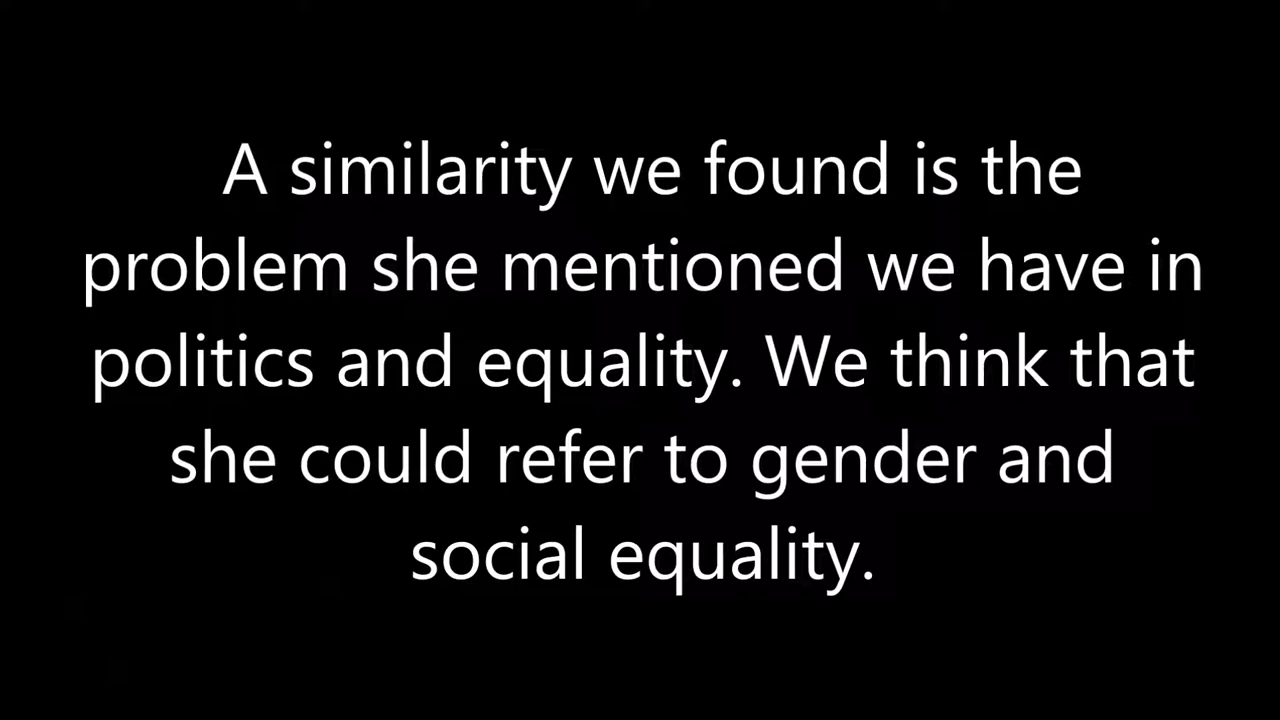 A similarity we found is the
problem she mentioned we have in
politics and equality. We think that
she could refer to gender and
social equality.